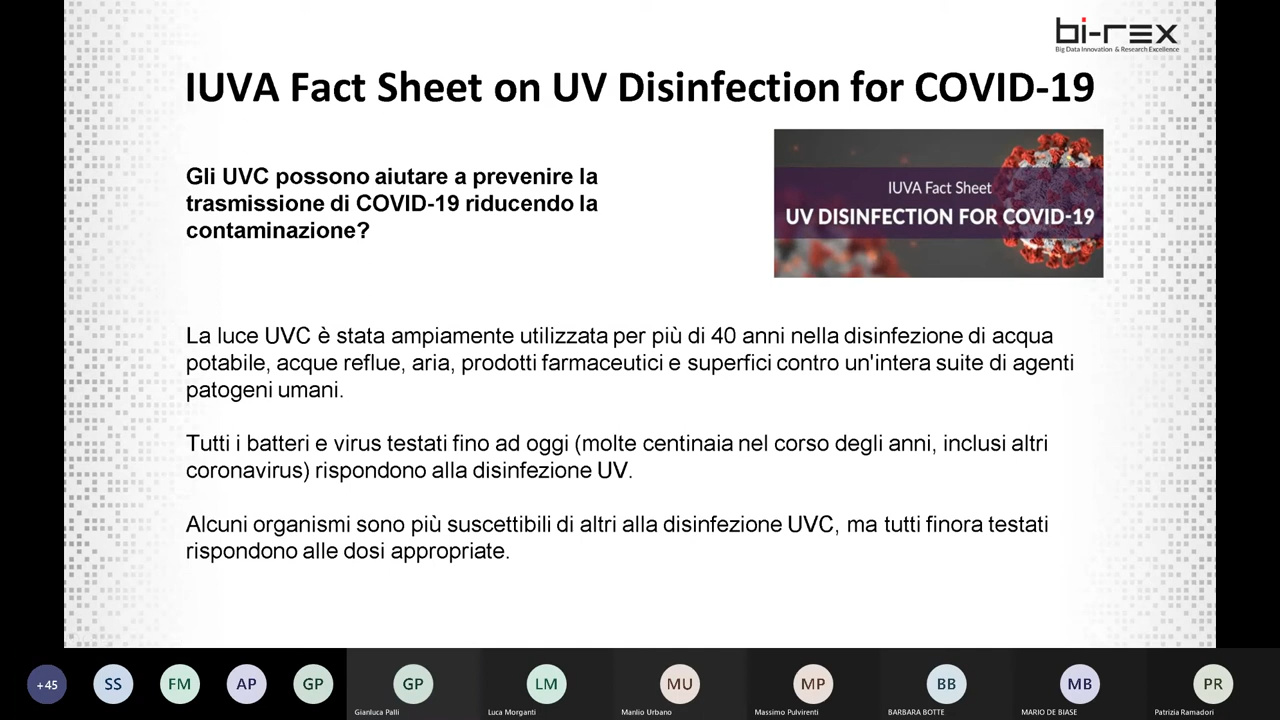 bi-rex
Big Data Innovation & Research Excellence
IUVA Fact Sheet on UV Disinfection for COVID-19
Gli UVC possono aiutare a prevenire la
trasmissione di COVID-19 riducendo la
contaminazione?
IUVA Fact Sheet
UV DISINFECTION FOR COVID-19
La luce UVC è stata ampiamente utilizzata per più di 40 anni nella disinfezione di acqua
potabile, acque reflue, aria, prodotti farmaceutici e superfici contro un'intera suite di agenti
patogeni umani.
Tutti i batteri e virus testati fino ad oggi (molte centinaia nel corso degli anni, inclusi altri
coronavirus) rispondono alla disinfezione UV.
Alcuni organismi sono più suscettibili di altri alla disinfezione UVC, ma tutti finora testati
rispondono alle dosi appropriate.
+45 SS FM AP GP GP LM MU MP BB MB PR
Gianluca Palli Luca Morganti Manlio Urbano Massimo Pulvirenti BARBARA BOTTE MARIO DE BIASE Patrizia Ramadori